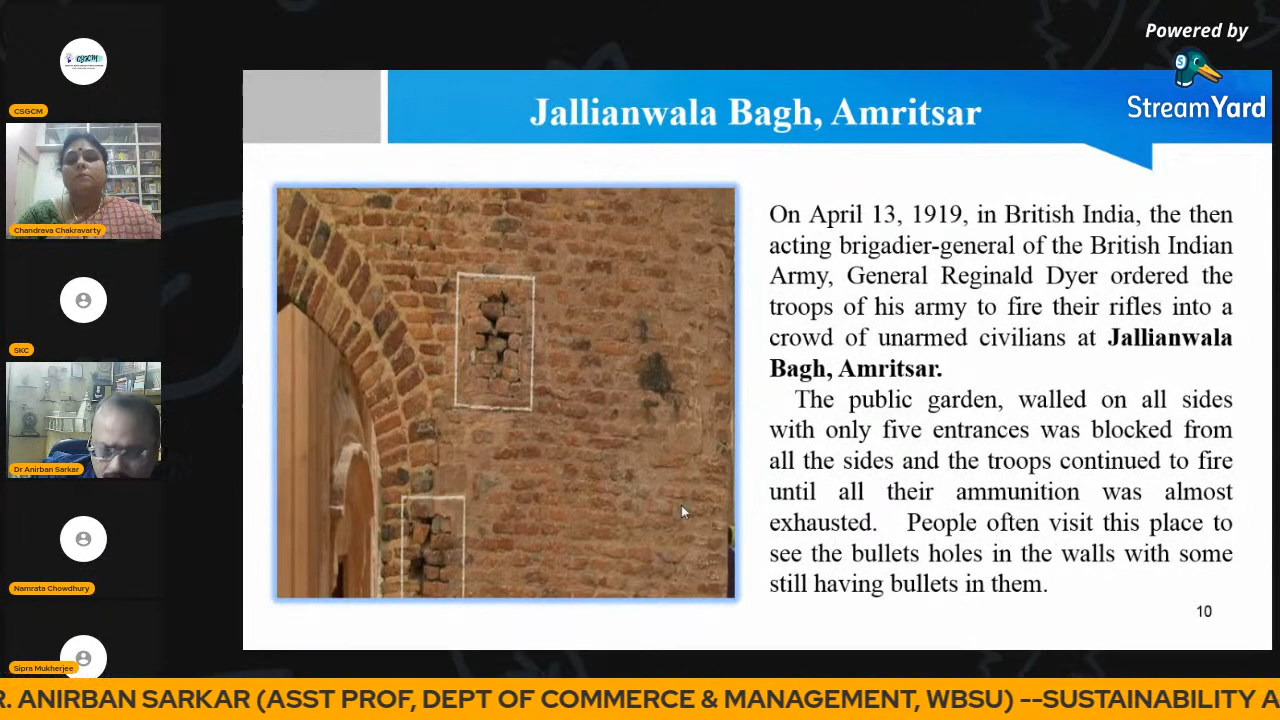 Powered by
StreamYard
CSGCM
Chandrava Chakravarty
SKC
Dr Anirban Sarkar
Namrata Chowdhury
Sipra Mukherjee
Jallianwala Bagh, Amritsar
On April 13, 1919, in British India, the then
acting brigadier-general of the British Indian
Army, General Reginald Dyer ordered the
troops of his army to fire their rifles into a
crowd of unarmed civilians at Jallianwala
Bagh, Amritsar.
The public garden, walled on all sides
with only five entrances was blocked from
all the sides and the troops continued to fire
until all their ammunition was almost
exhausted. People often visit this place to
see the bullets holes in the walls with some
still having bullets in them.
10
R. ANIRBAN SARKAR (ASST PROF, DEPT OF COMMERCE & MANAGEMENT, WBSU) --SUSTAINABILITY A